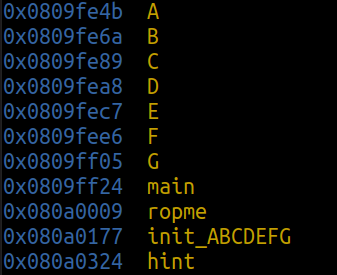 0x0809fe4b A
0x0809fe6a B
0x0809fe89 C
0x0809fea8 D
0x0809fec7 E
0x0809fee6 F
0x0809ff05 G
0x0809ff24 main
0x080a0009 ropme
0x080a0177 init_ABCDEFG
0x080a0324 hint